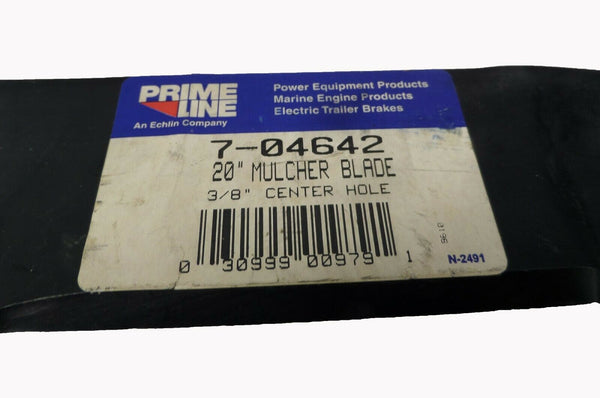 PRIME
LINE
An Echlin Company
Power Equipment Products
Marine Engine Products
Electric Trailer Brakes
7-04642
20" MULCHER BLADE
3/8" CENTER HOLE
0 30999 00979 1
9610
N-2491